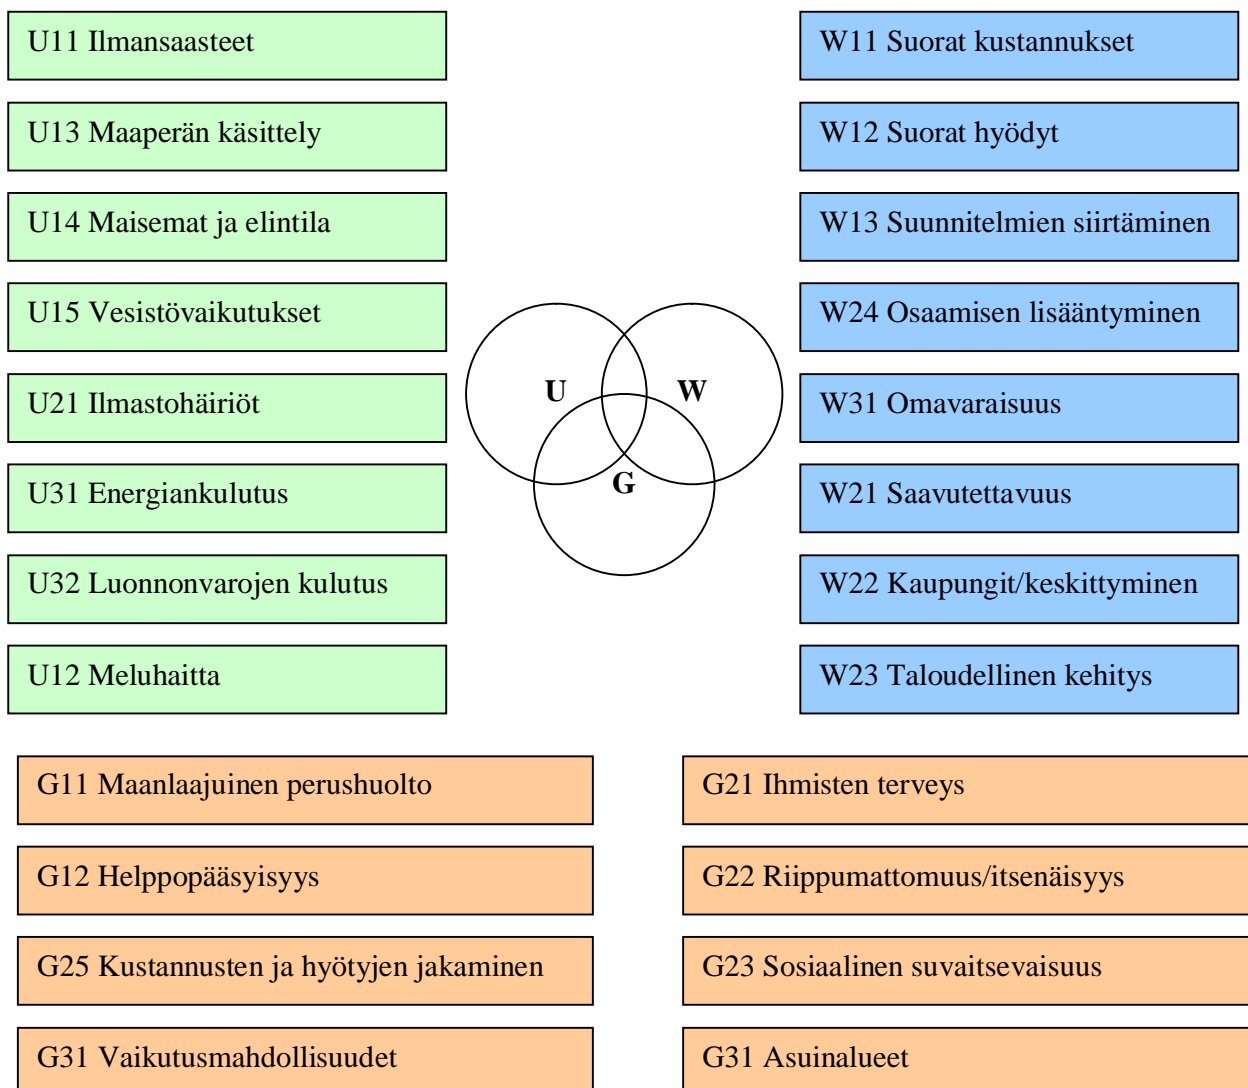 U11 Ilmansaasteet
U13 Maaperän käsittely
U14 Maisemat ja elintila
U15 Vesistövaikutukset
U21 Ilmastohäiriöt
U31 Energiankulutus
U32 Luonnonvarojen kulutus
U12 Meluhaitta
U
W
G
W11 Suorat kustannukset
W12 Suorat hyödyt
W13 Suunnitelmien siirtäminen
W24 Osaamisen lisääntyminen
W31 Omavaraisuus
W21 Saavutettavuus
W22 Kaupungit/keskittyminen
W23 Taloudellinen kehitys
G11 Maanlaajuinen perushuolto
G12 Helppopääsyisyys
G25 Kustannusten ja hyötyjen jakaminen
G31 Vaikutusmahdollisuudet
G21 Ihmisten terveys
G22 Riippumattomuus/itsenäisyys
G23 Sosiaalinen suvaitsevaisuus
G31 Asuinalueet